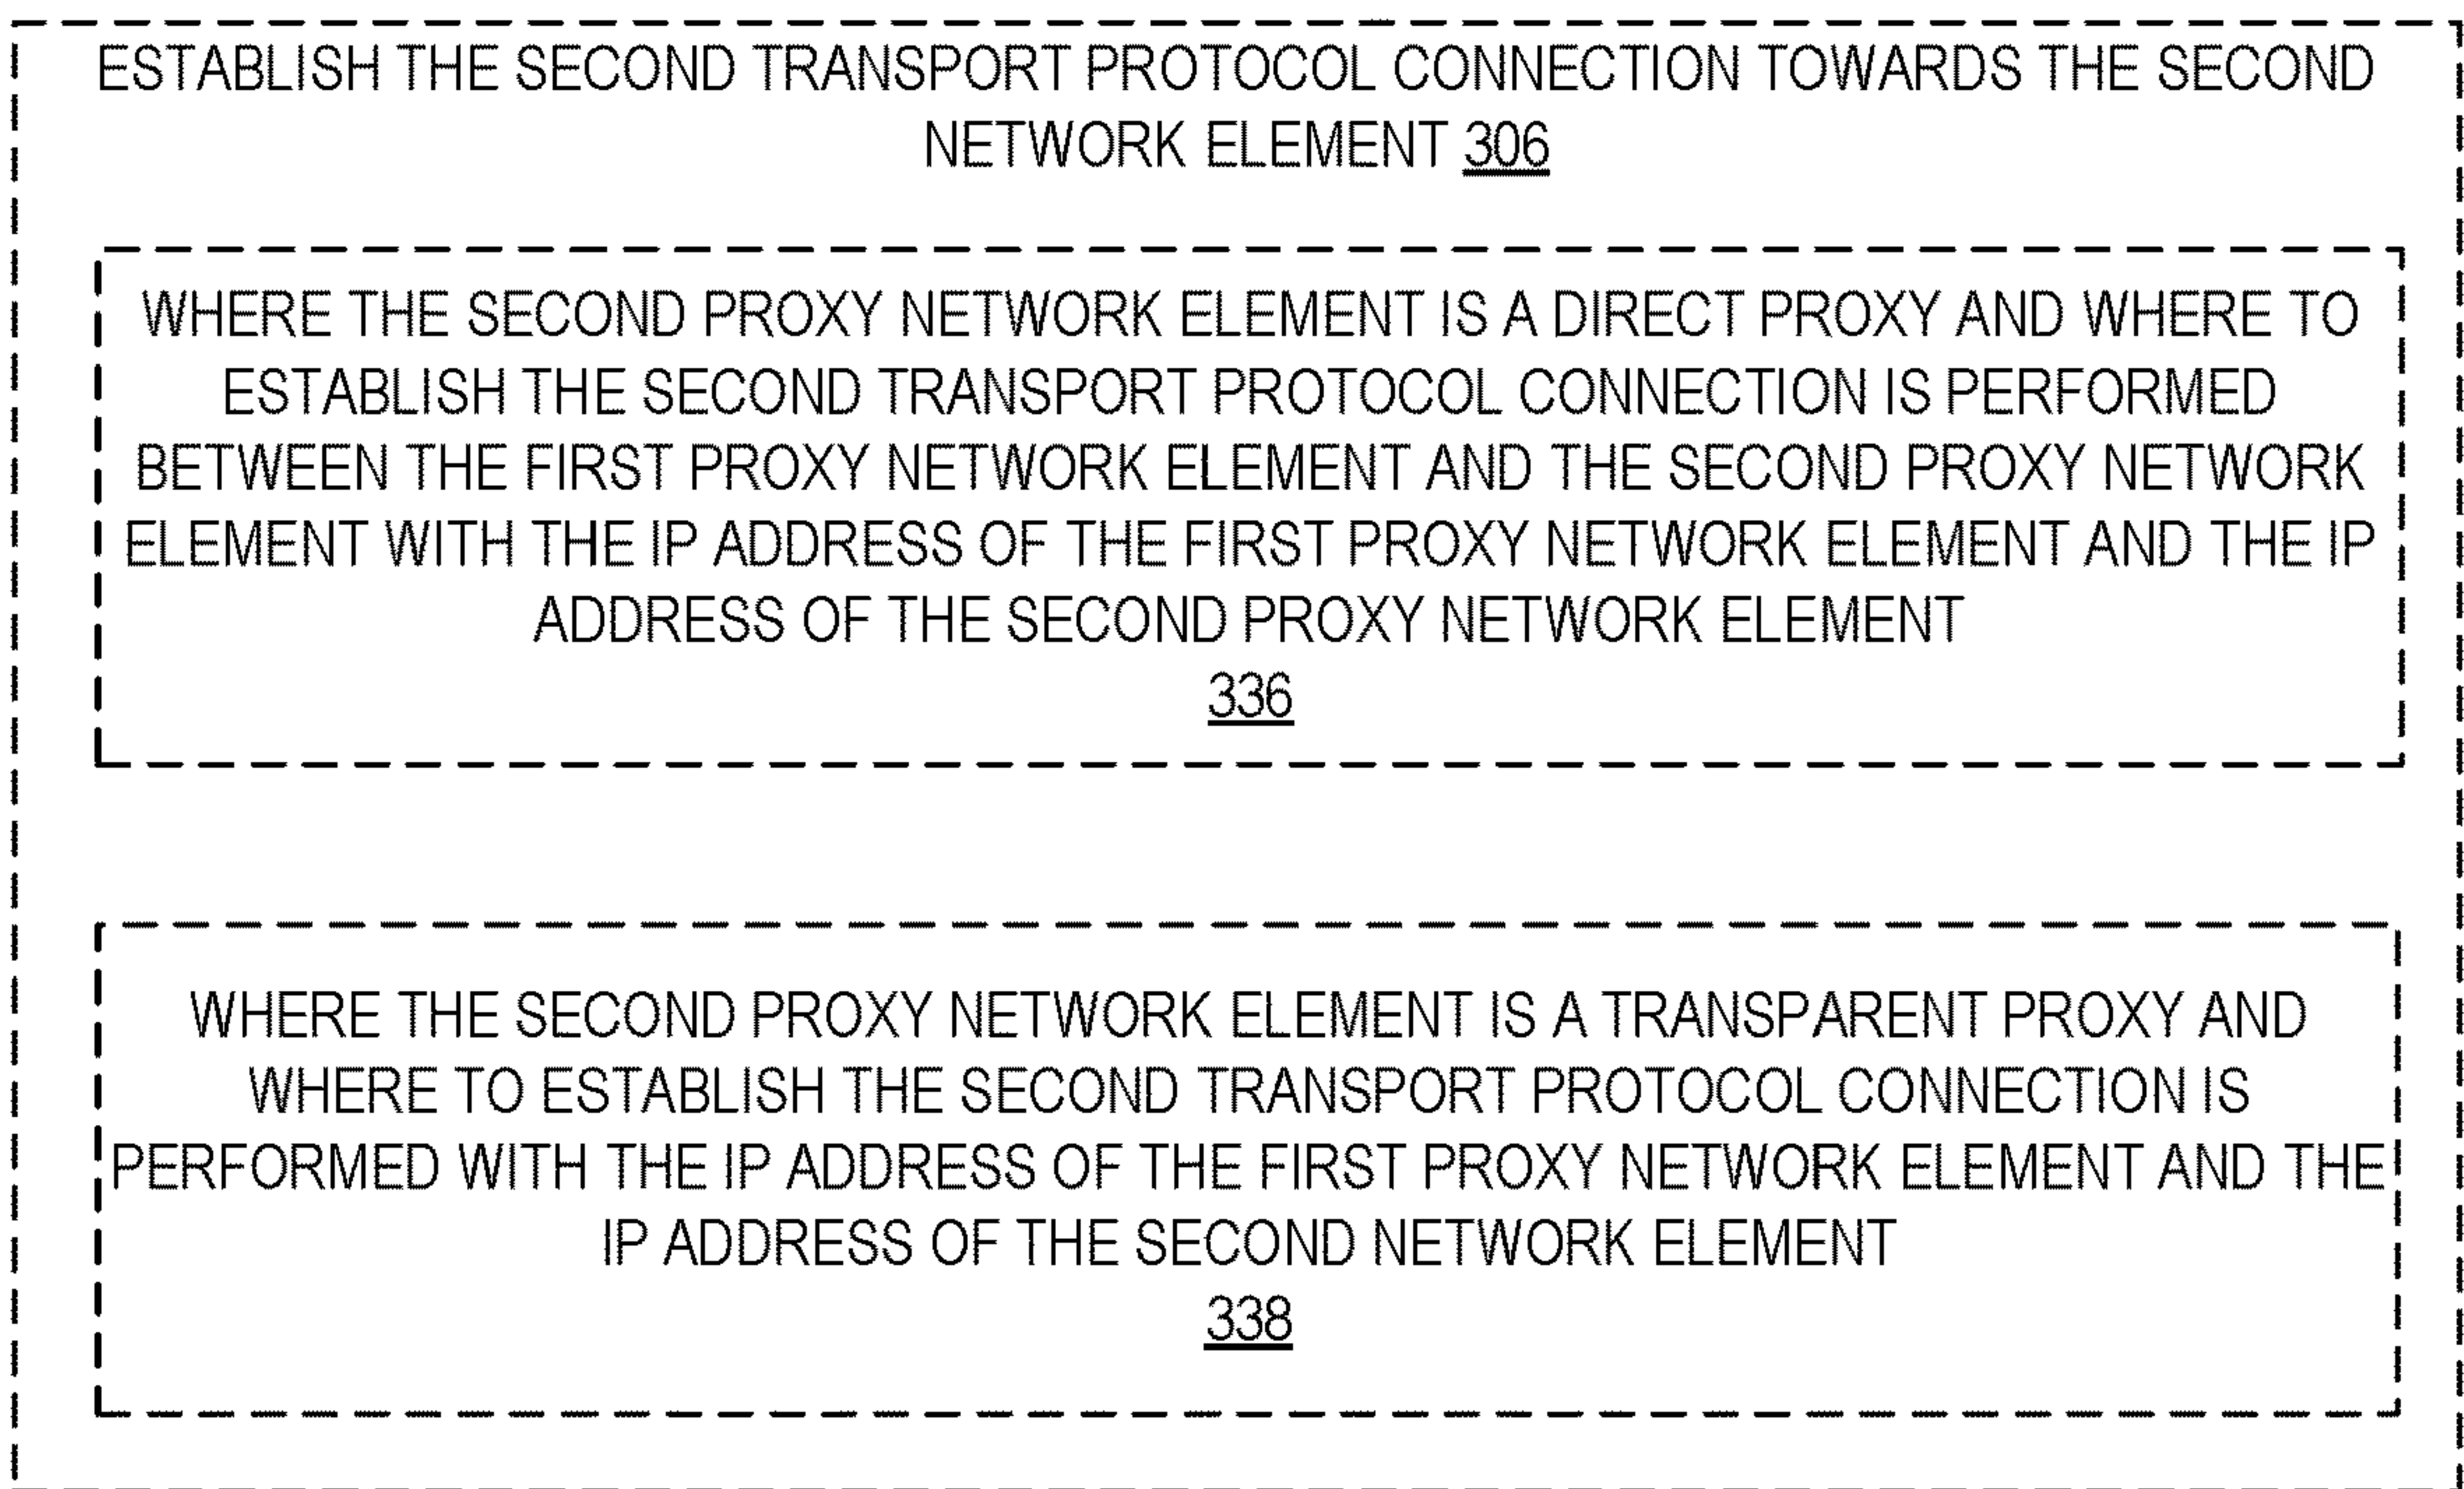 ESTABLISH THE SECOND TRANSPORT PROTOCOL CONNECTION TOWARDS THE SECOND
NETWORK ELEMENT 306
WHERE THE SECOND PROXY NETWORK ELEMENT IS A DIRECT PROXY AND WHERE TO
ESTABLISH THE SECOND TRANSPORT PROTOCOL CONNECTION IS PERFORMED
BETWEEN THE FIRST PROXY NETWORK ELEMENT AND THE SECOND PROXY NETWORK
ELEMENT WITH THE IP ADDRESS OF THE FIRST PROXY NETWORK ELEMENT AND THE IP
ADDRESS OF THE SECOND PROXY NETWORK ELEMENT
336
WHERE THE SECOND PROXY NETWORK ELEMENT IS A TRANSPARENT PROXY AND
WHERE TO ESTABLISH THE SECOND TRANSPORT PROTOCOL CONNECTION IS
PERFORMED WITH THE IP ADDRESS OF THE FIRST PROXY NETWORK ELEMENT AND THE
IP ADDRESS OF THE SECOND NETWORK ELEMENT
338